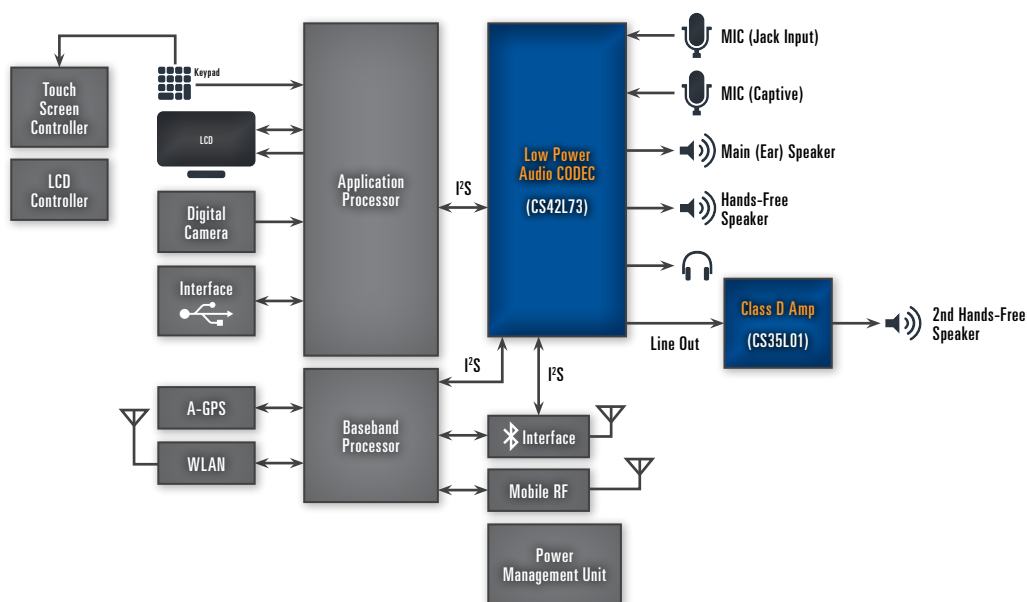 Keypad
Touch
Screen
Controller
LCD
Controller
LCD
Digital
Camera
Interface
Application
Processor
I²S
Low Power
Audio CODEC
(CS42L73)
MIC (Jack Input)
MIC (Captive)
Main (Ear) Speaker
Hands-Free
Speaker
Line Out
Class D Amp
(CS35L01)
2nd Hands-Free
Speaker
I²S
I²S
A-GPS
WLAN
Baseband
Processor
Interface
Mobile RF
Power
Management Unit